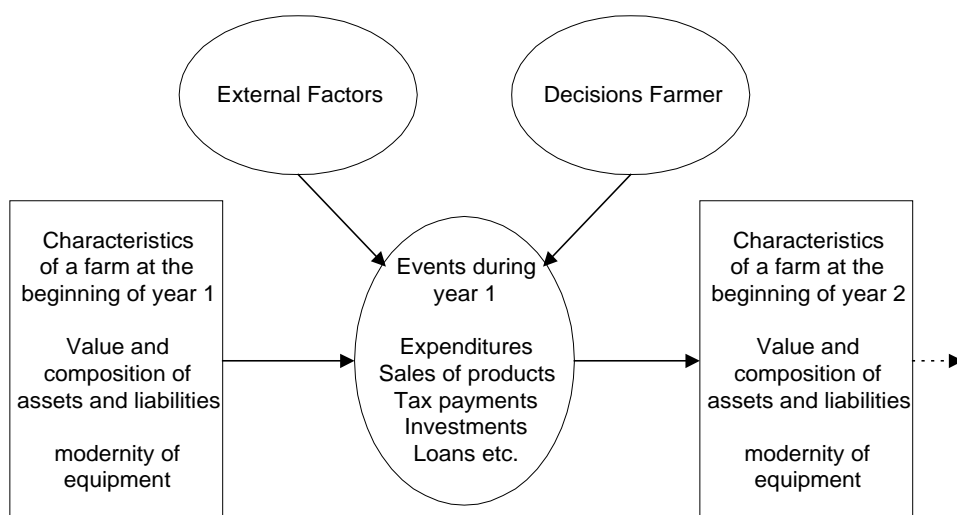 External Factors
Decisions Farmer
Characteristics
of a farm at the
beginning of year 1
Value and
composition of
assets and liabilities
modernity of
equipment
Events during
year 1
Expenditures
Sales of products
Tax payments
Investments
Loans etc.
Characteristics
of a farm at the
beginning of year 2
Value and
composition of
assets and liabilities
modernity of
equipment